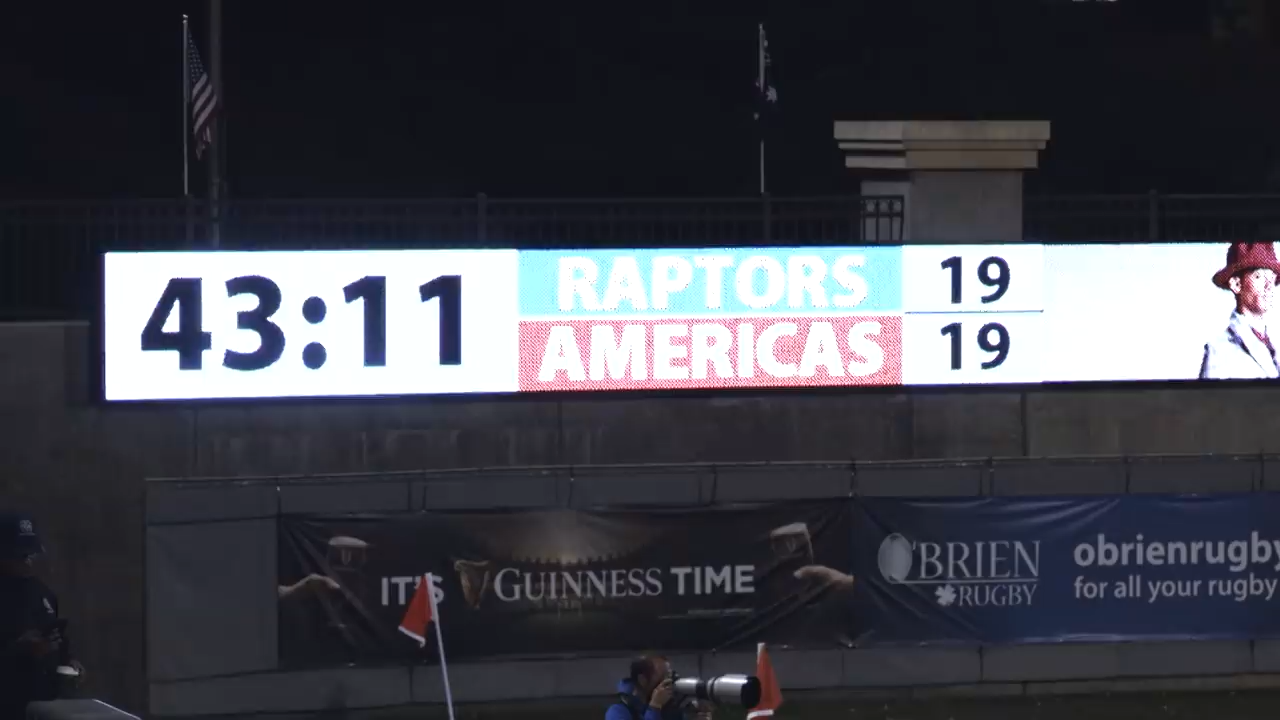 43:11
RAPTORS 19
AMERICAS 19
IT'S GUINNESS TIME
O'BRIEN
RUGBY
obrienrugby
for all your rugby